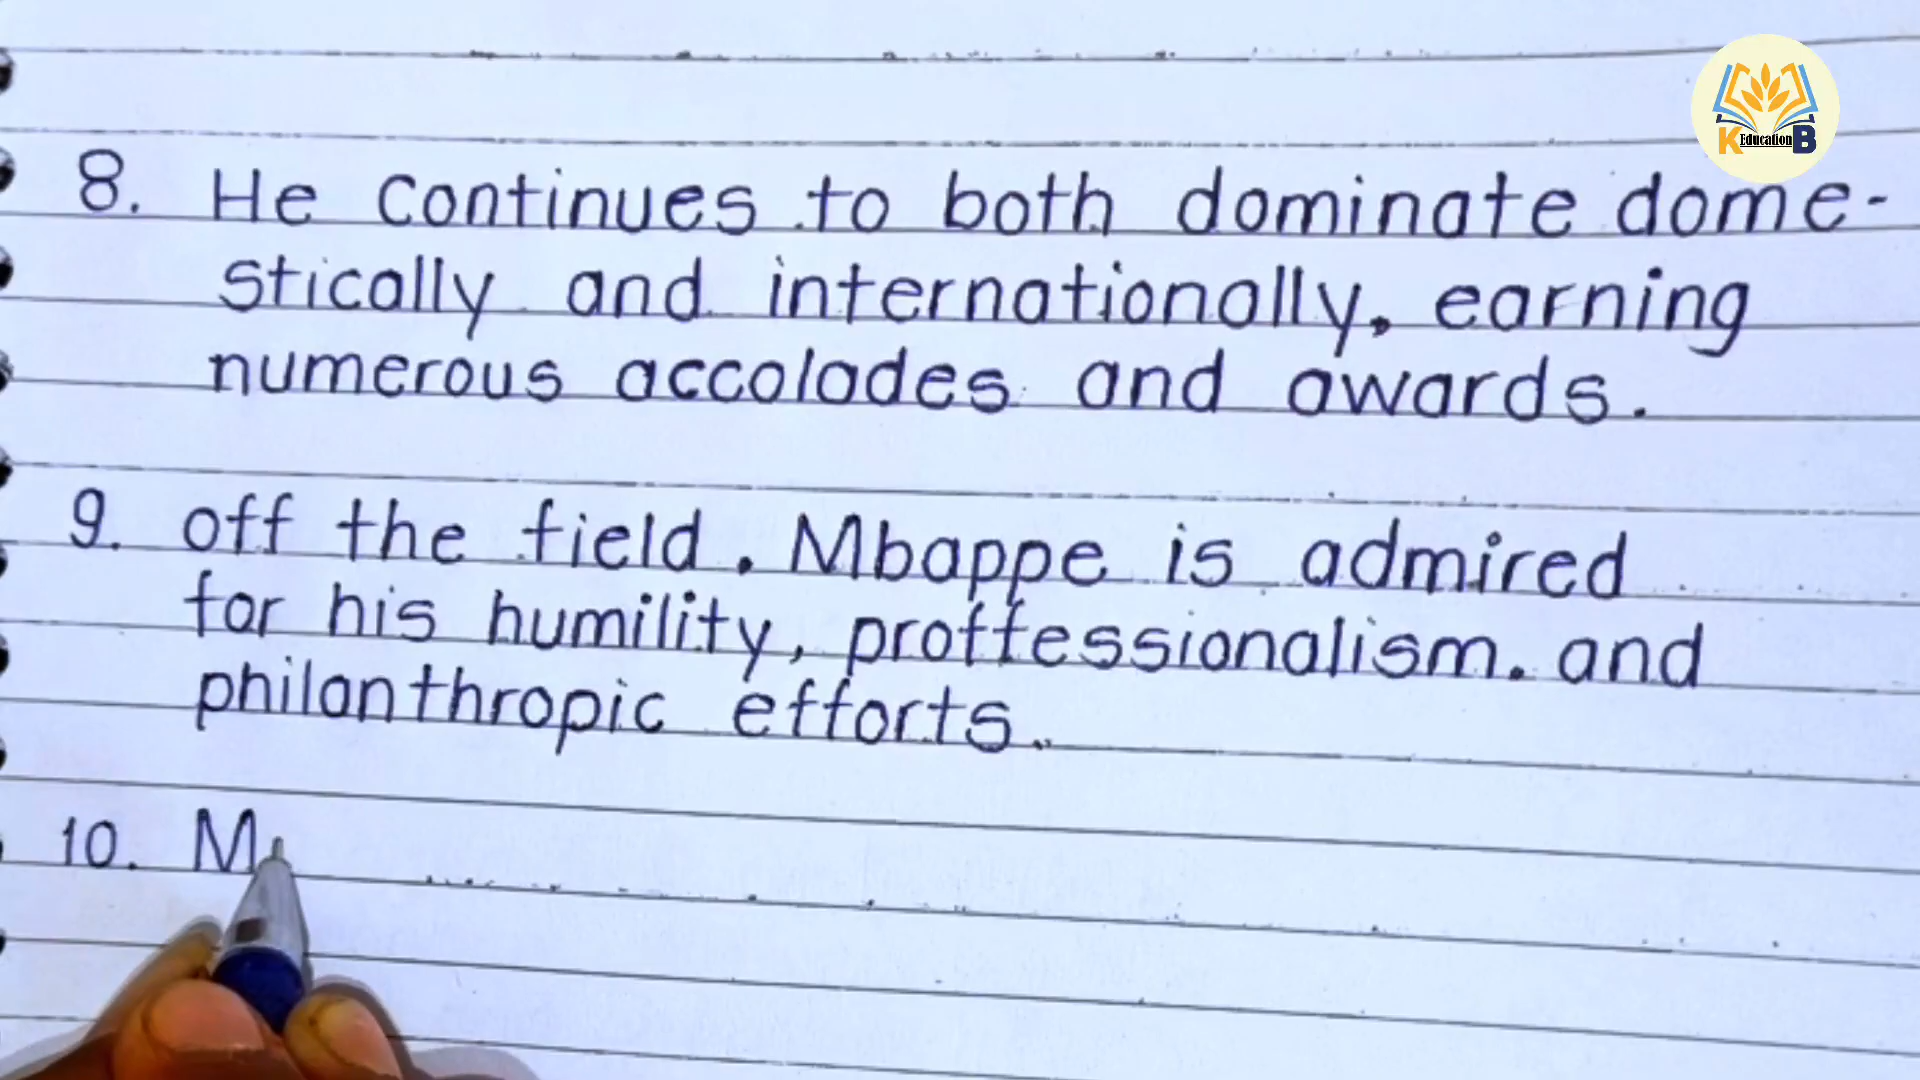 K Education B
8. He continues to both dominate dome-
stically and internationally, earning
numerous accolades and awards.
9. off the field. Mbappe is admired
for his humility, proffessionalism. and
philanthropic efforts.
10. M